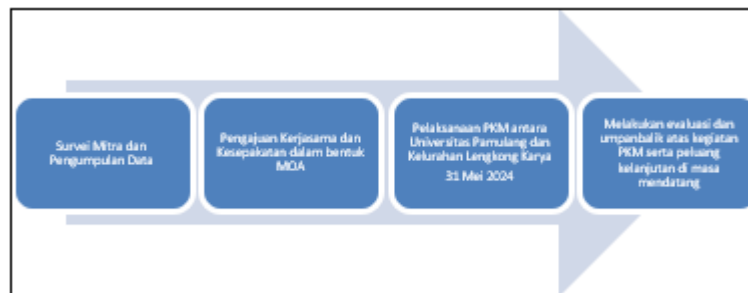 Survei Mitra dan
Pengumpulan Data
Pengajuan Kerjasama dan
Kesepakatan dalam bentuk
MOA
Pelaksanaan PKM antara
Universitas Pamulang dan
Kelurahan Lengkong Karya
31 Mei 2024
Melakukan evaluasi dan
umpanbalik atas kegiatan
PKM serta peluang
kelanjutan di masa
mendatang